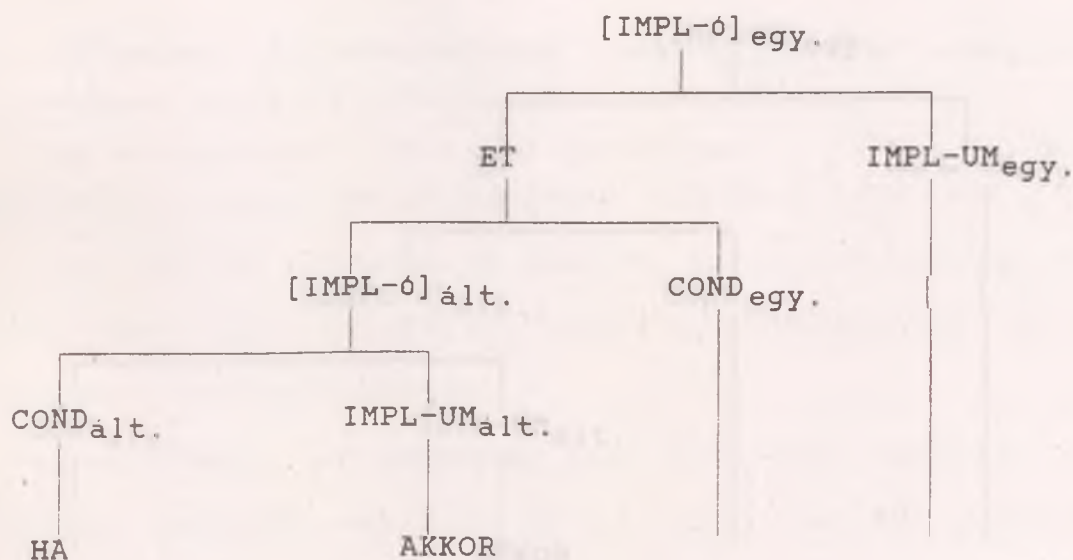 [IMPL-ó]egy.
ET IMPL-UMegy.
[IMPL-ó]ált. CONDegy.
CONDált. IMPL-UMalt.
HA AKKOR